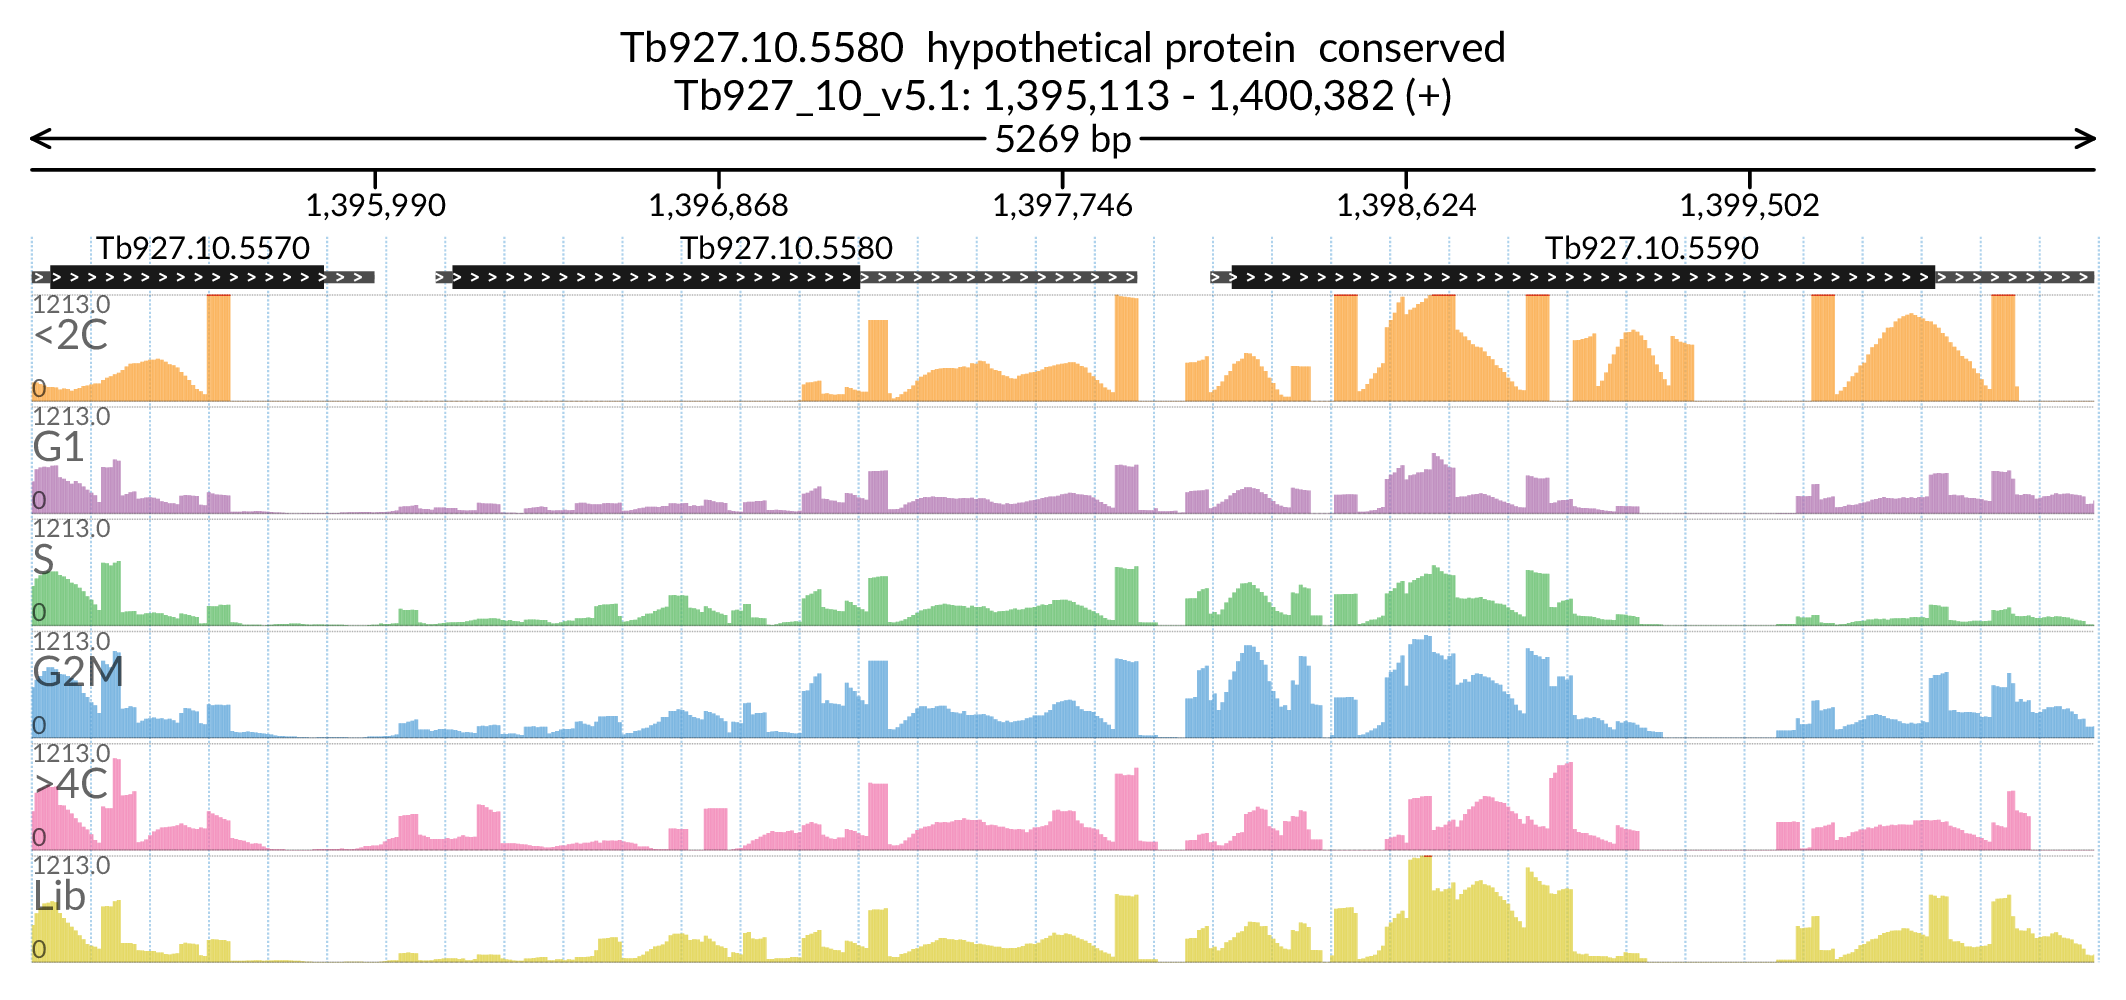 Tb927.10.5580  hypothetical protein  conserved
Tb927_10_v5.1: 1,395,113 - 1,400,382 (+)
5269 bp
1,395,990 1,396,868 1,397,746 1,398,624 1,399,502
Tb927.10.5570 Tb927.10.5580 Tb927.10.5590
1213.0
<2C
0
1213.0
G1
0
1213.0
S
0
1213.0
G2M
0
1213.0
>4C
0
1213.0
Lib
0